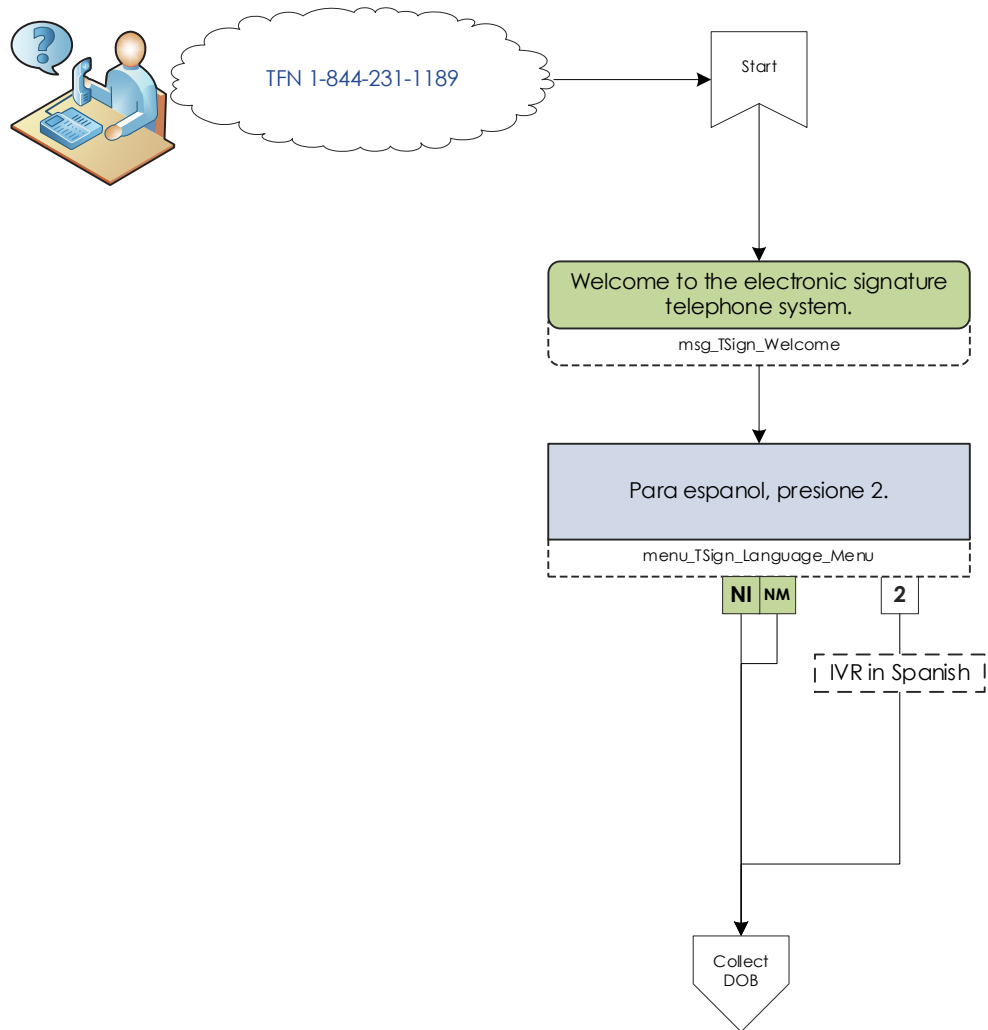 ?
TFN 1-844-231-1189
Start
Welcome to the electronic signature
telephone system.
msg_TSign_Welcome
Para espanol, presione 2.
menu_TSign_Language_Menu
NI NM 2
IVR in Spanish
Collect
DOB